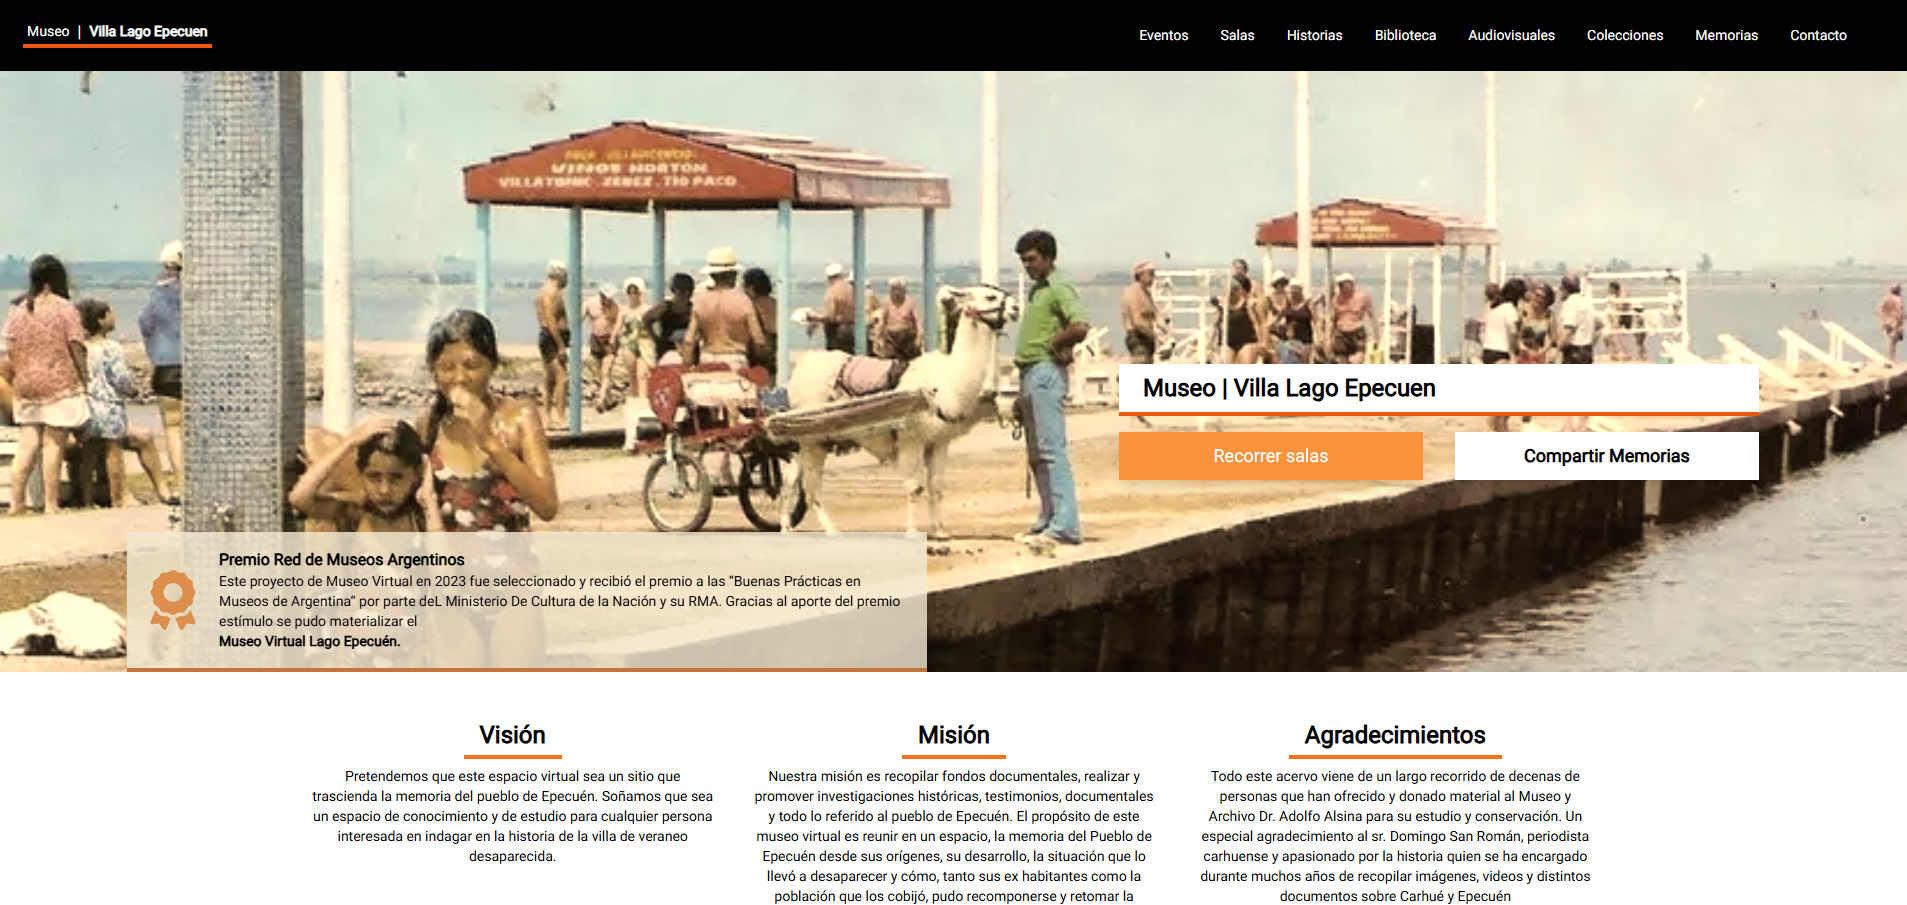 Museo | Villa Lago Epecuen
Eventos Salas Historias Biblioteca Audiovisuales Colecciones Memorias Contacto
VINOS NORTON
VILLATONIC . XEREZ . TIO PACO
Museo | Villa Lago Epecuen
Recorrer salas
Compartir Memorias
Premio Red de Museos Argentinos
Este proyecto de Museo Virtual en 2023 fue seleccionado y recibió el premio a las “Buenas Prácticas en
Museos de Argentina” por parte deL Ministerio De Cultura de la Nación y su RMA. Gracias al aporte del premio
estímulo se pudo materializar el
Museo Virtual Lago Epecuén.
Visión
Pretendemos que este espacio virtual sea un sitio que
trascienda la memoria del pueblo de Epecuén. Soñamos que sea
un espacio de conocimiento y de estudio para cualquier persona
interesada en indagar en la historia de la villa de veraneo
desaparecida.
Misión
Nuestra misión es recopilar fondos documentales, realizar y
promover investigaciones históricas, testimonios, documentales
y todo lo referido al pueblo de Epecuén. El propósito de este
museo virtual es reunir en un espacio, la memoria del Pueblo de
Epecuén desde sus orígenes, su desarrollo, la situación que lo
llevó a desaparecer y cómo, tanto sus ex habitantes como la
población que los cobijó, pudo recomponerse y retomar la
Agradecimientos
Todo este acervo viene de un largo recorrido de decenas de
personas que han ofrecido y donado material al Museo y
Archivo Dr. Adolfo Alsina para su estudio y conservación. Un
especial agradecimiento al sr. Domingo San Román, periodista
carhuense y apasionado por la historia quien se ha encargado
durante muchos años de recopilar imágenes, videos y distintos
documentos sobre Carhué y Epecuén